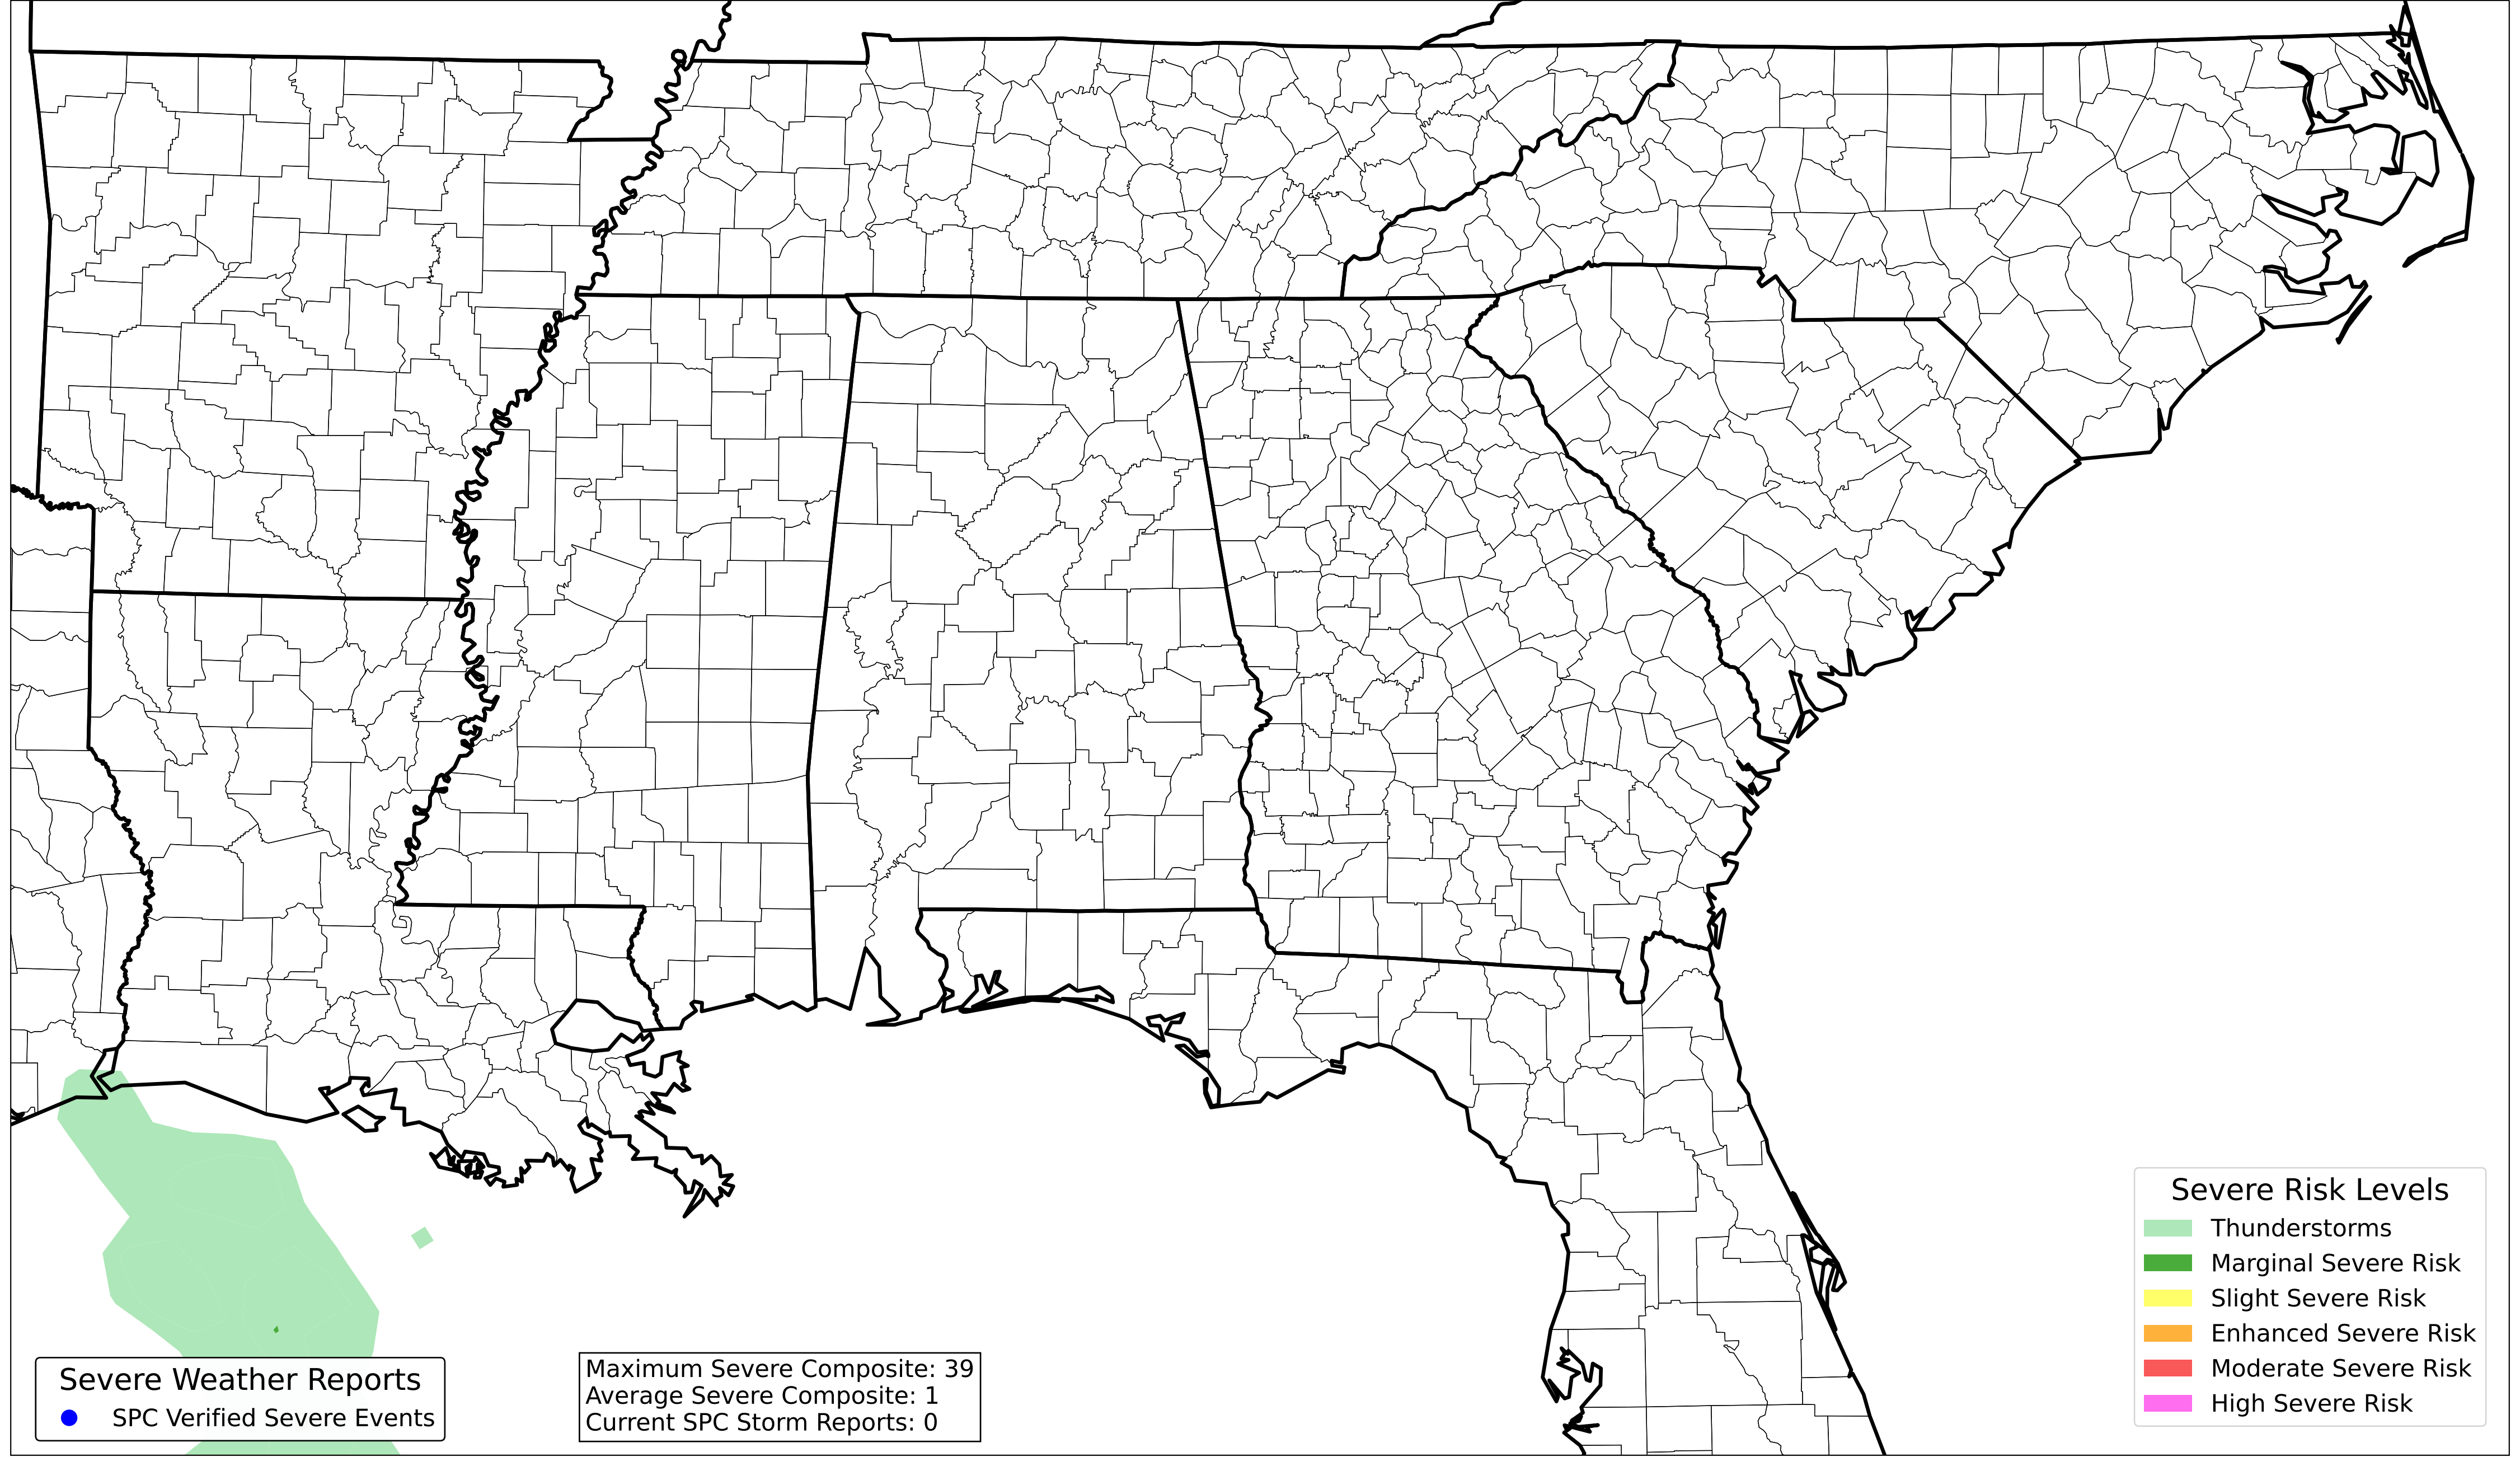 Severe Weather Reports
SPC Verified Severe Events
Maximum Severe Composite: 39
Average Severe Composite: 1
Current SPC Storm Reports: 0
Severe Risk Levels
Thunderstorms
Marginal Severe Risk
Slight Severe Risk
Enhanced Severe Risk
Moderate Severe Risk
High Severe Risk